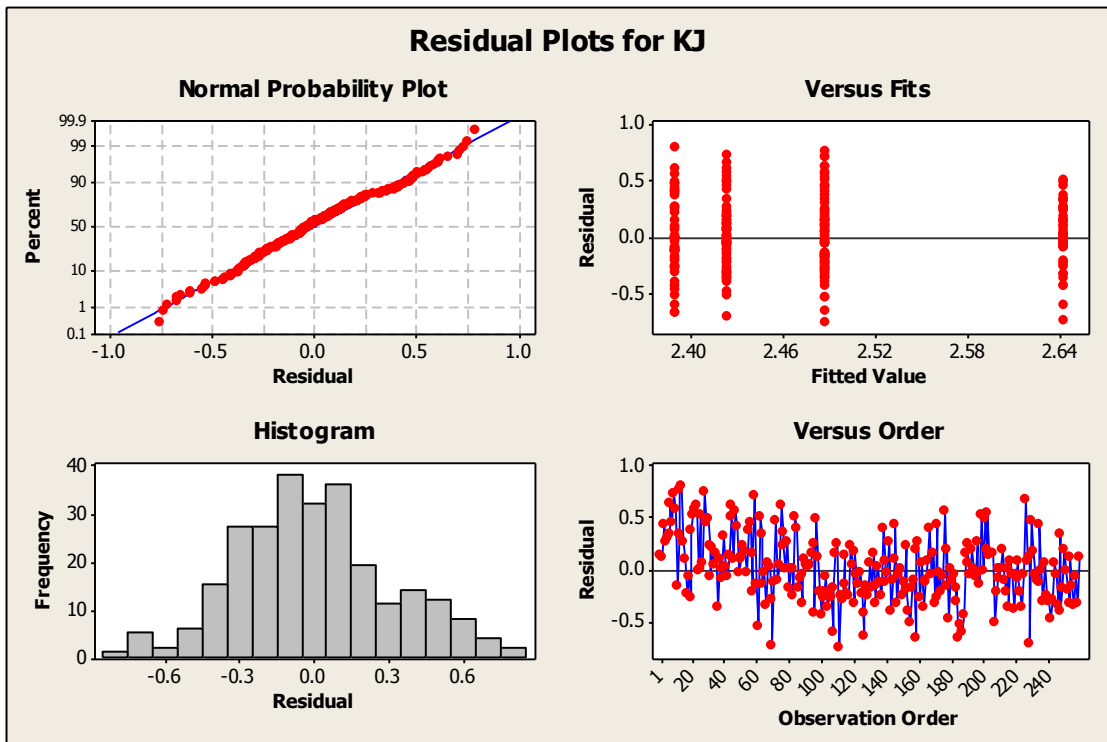 Residual Plots for KJ
Normal Probability Plot
99.9
99
90
50
10
1
0.1
Percent
-1.0 -0.5 0.0 0.5 1.0
Residual
Versus Fits
1.0
0.5
0.0
-0.5
Residual
2.40 2.46 2.52 2.58 2.64
Fitted Value
Histogram
40
30
20
10
0
Frequency
-0.6 -0.3 0.0 0.3 0.6
Residual
Versus Order
1.0
0.5
0.0
-0.5
Residual
1 20 40 60 80 100 120 140 160 180 200 220 240
Observation Order